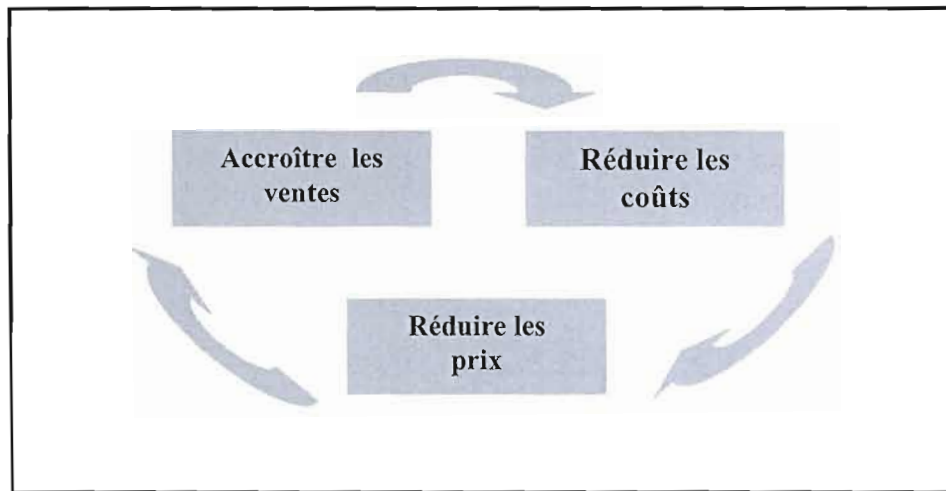 Accroître les
ventes
Réduire les
coûts
Réduire les
prix